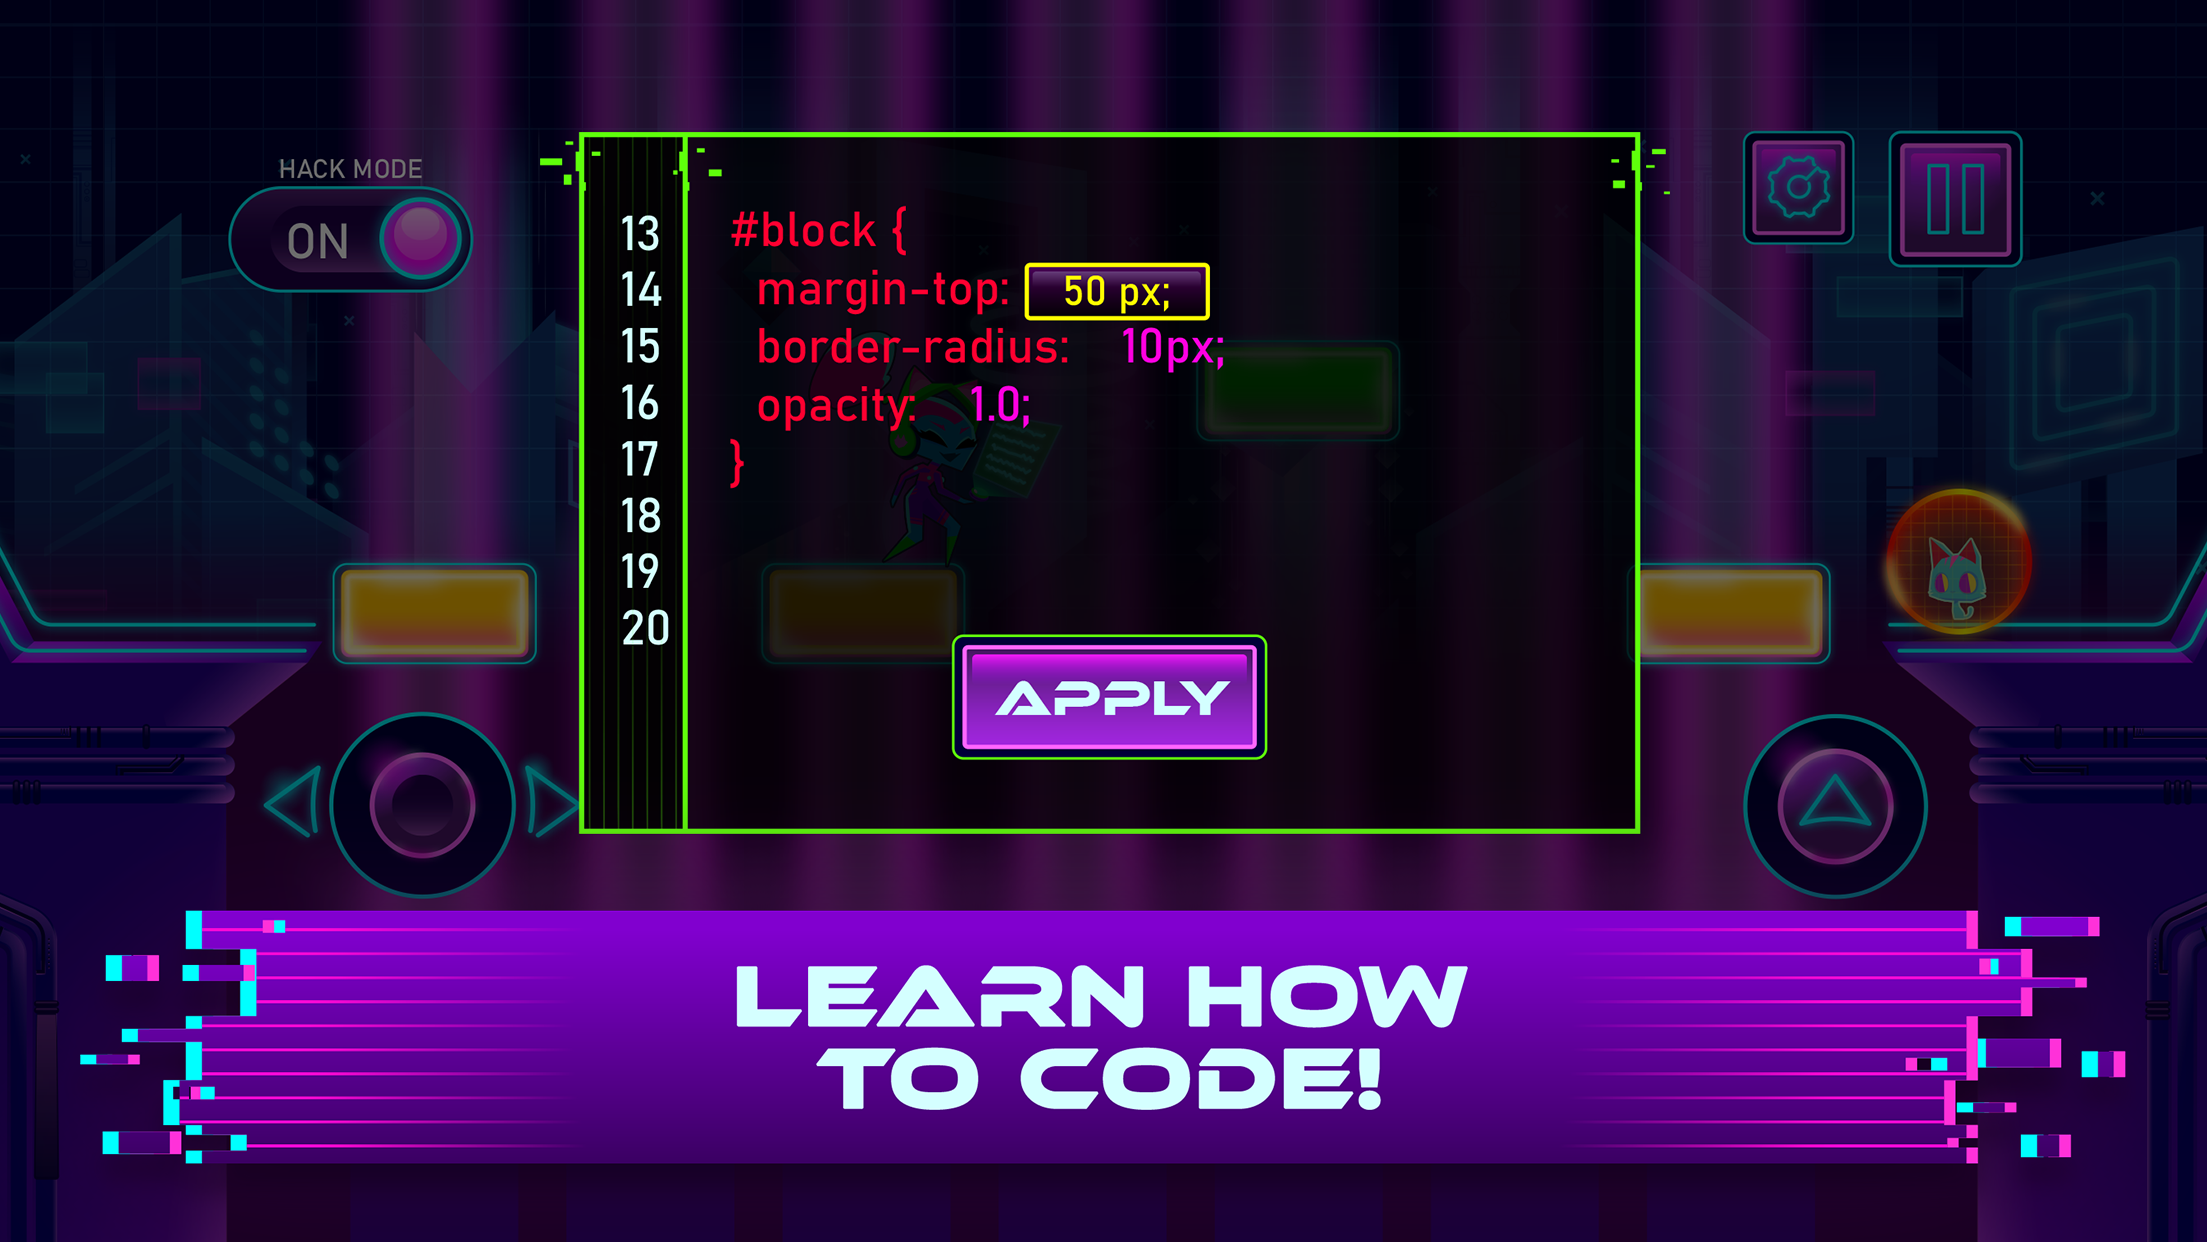 HACK MODE
ON
13 #block {
14 margin-top: 50 px;
15 border-radius: 10px;
16 opacity: 1.0;
17 }
18
19
20
APPLY
LEARN HOW
TO CODE!